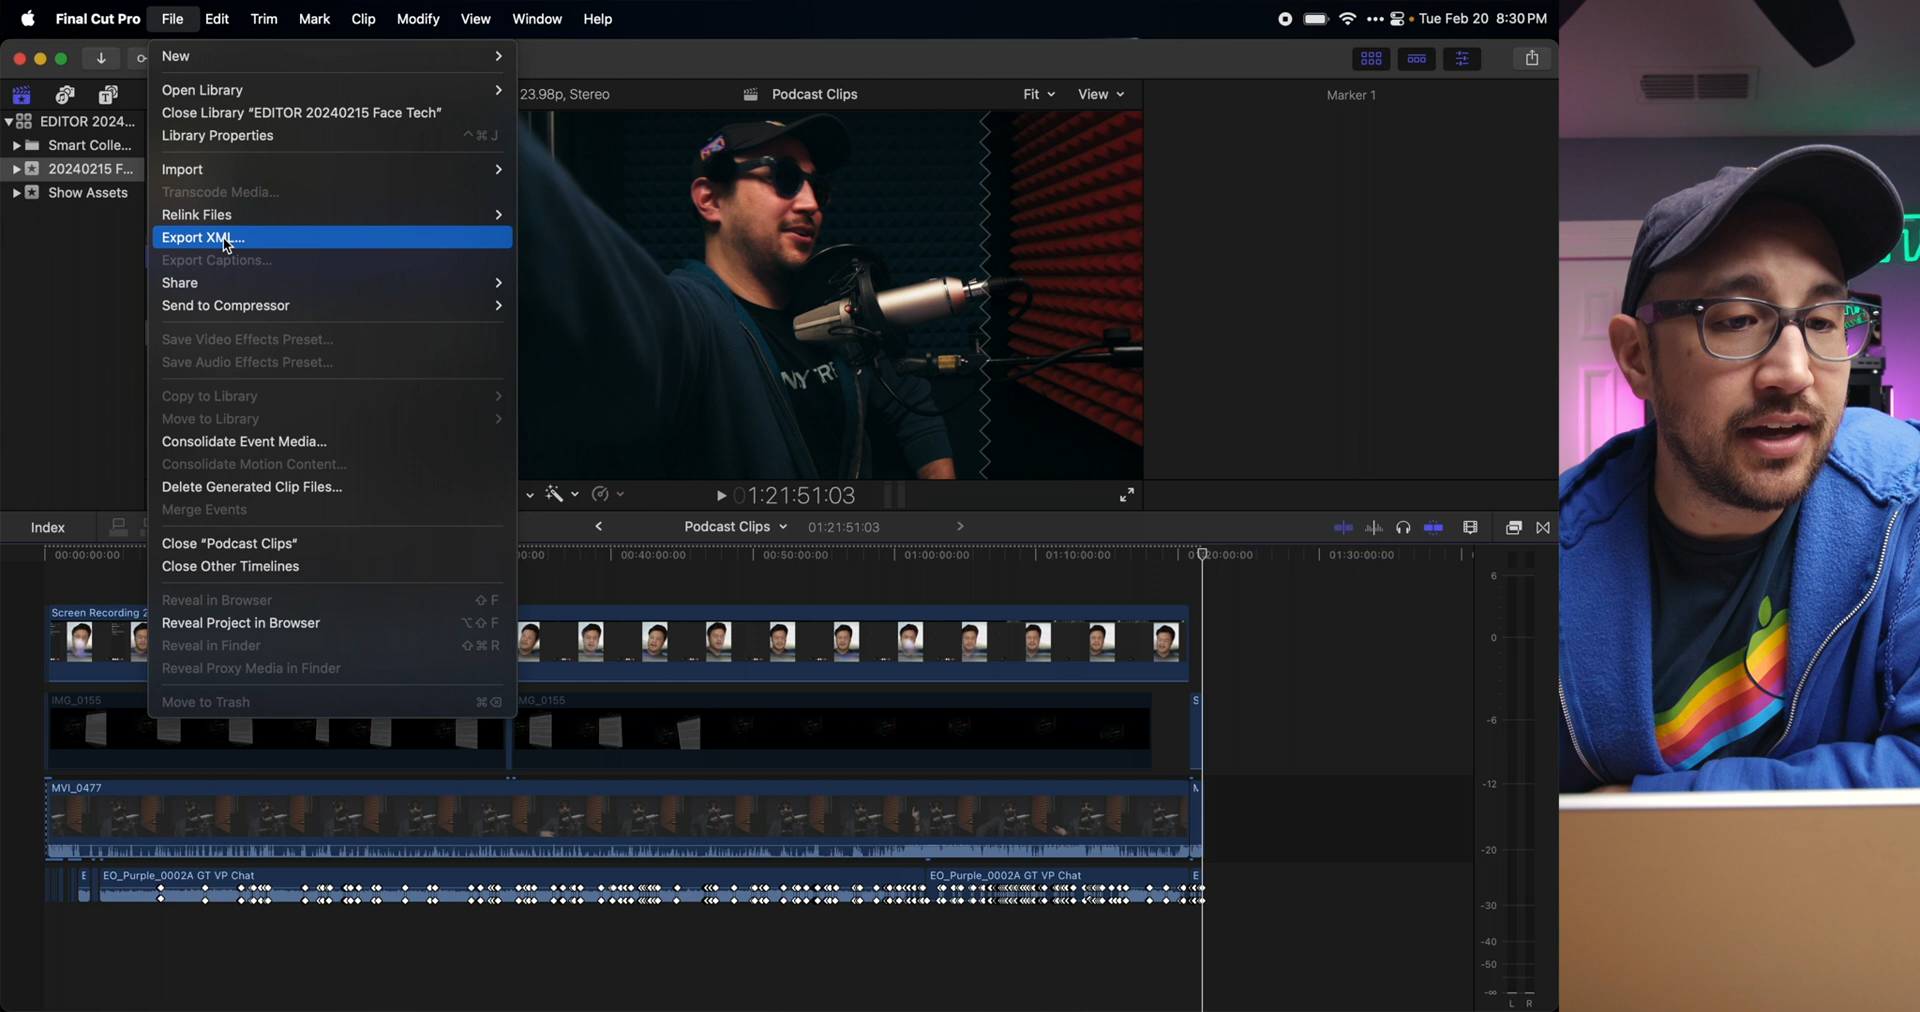 Final Cut Pro File Edit Trim Mark Clip Modify View Window Help
Tue Feb 20 8:30PM
New
Open Library
Close Library “EDITOR 20240215 Face Tech”
Library Properties ⌃⌘J
Import
Transcode Media...
Relink Files
Export XML...
Export Captions...
Share
Send to Compressor
Save Video Effects Preset...
Save Audio Effects Preset...
Copy to Library
Move to Library
Consolidate Event Media...
Consolidate Motion Content...
Delete Generated Clip Files...
Merge Events
Close “Podcast Clips”
Close Other Timelines
Reveal in Browser ⇧F
Reveal Project in Browser ⌥⇧F
Reveal in Finder ⇧⌘R
Reveal Proxy Media in Finder
Move to Trash ⌘⌫
EDITOR 2024...
Smart Colle...
20240215 F...
Show Assets
23.98p, Stereo
Podcast Clips
Fit
View
Marker 1
01:21:51:03
Index
Podcast Clips 01:21:51:03
00:00:00:00
00:40:00:00
00:50:00:00
01:00:00:00
01:10:00:00
01:30:00:00
Screen Recording 2
IMG_0155
IMG_0155
S
MVI_0477
E
EO_Purple_0002A GT VP Chat
EO_Purple_0002A GT VP Chat
E
6
0
-6
-12
-20
-30
-40
-50
-∞
L R